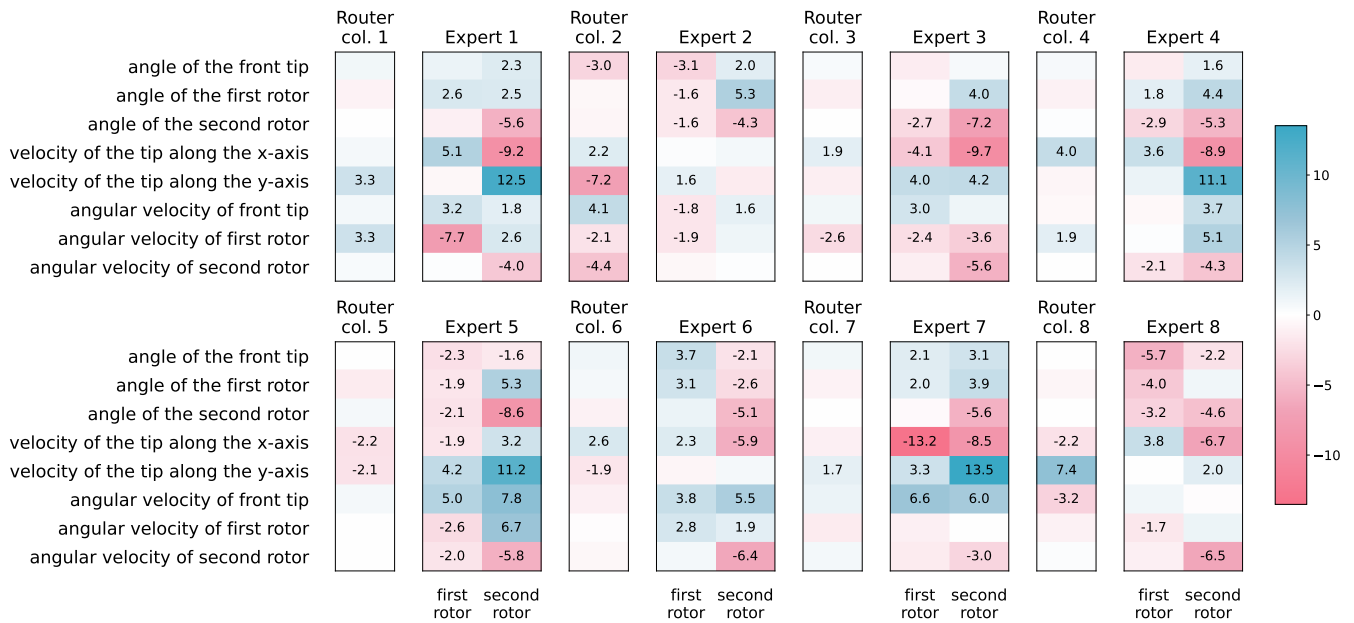 Router Router Router Router
col. 1 Expert 1 col. 2 Expert 2 col. 3 Expert 3 col. 4 Expert 4
angle of the front tip 2.3 -3.0 -3.1 2.0 1.6
angle of the first rotor 2.6 2.5 -1.6 5.3 4.0 1.8 4.4
angle of the second rotor -5.6 -1.6 -4.3 -2.7 -7.2 -2.9 -5.3
velocity of the tip along the x-axis 5.1 -9.2 2.2 1.9 -4.1 -9.7 4.0 3.6 -8.9
velocity of the tip along the y-axis 3.3 12.5 -7.2 1.6 4.0 4.2 11.1
angular velocity of front tip 3.2 1.8 4.1 -1.8 1.6 3.0 3.7
angular velocity of first rotor 3.3 -7.7 2.6 -2.1 -1.9 -2.6 -2.4 -3.6 1.9 5.1
angular velocity of second rotor -4.0 -4.4 -5.6 -2.1 -4.3
Router Router Router Router
col. 5 Expert 5 col. 6 Expert 6 col. 7 Expert 7 col. 8 Expert 8
angle of the front tip -2.3 -1.6 3.7 -2.1 2.1 3.1 -5.7 -2.2
angle of the first rotor -1.9 5.3 3.1 -2.6 2.0 3.9 -4.0
angle of the second rotor -2.1 -8.6 -5.1 -5.6 -3.2 -4.6
velocity of the tip along the x-axis -2.2 -1.9 3.2 2.6 2.3 -5.9 -13.2 -8.5 -2.2 3.8 -6.7
velocity of the tip along the y-axis -2.1 4.2 11.2 -1.9 1.7 3.3 13.5 7.4 2.0
angular velocity of front tip 5.0 7.8 3.8 5.5 6.6 6.0 -3.2
angular velocity of first rotor -2.6 6.7 2.8 1.9 -1.7
angular velocity of second rotor -2.0 -5.8 -6.4 -3.0 -6.5
first second first second first second first second
rotor rotor rotor rotor rotor rotor rotor rotor
10
5
0
−5
−10